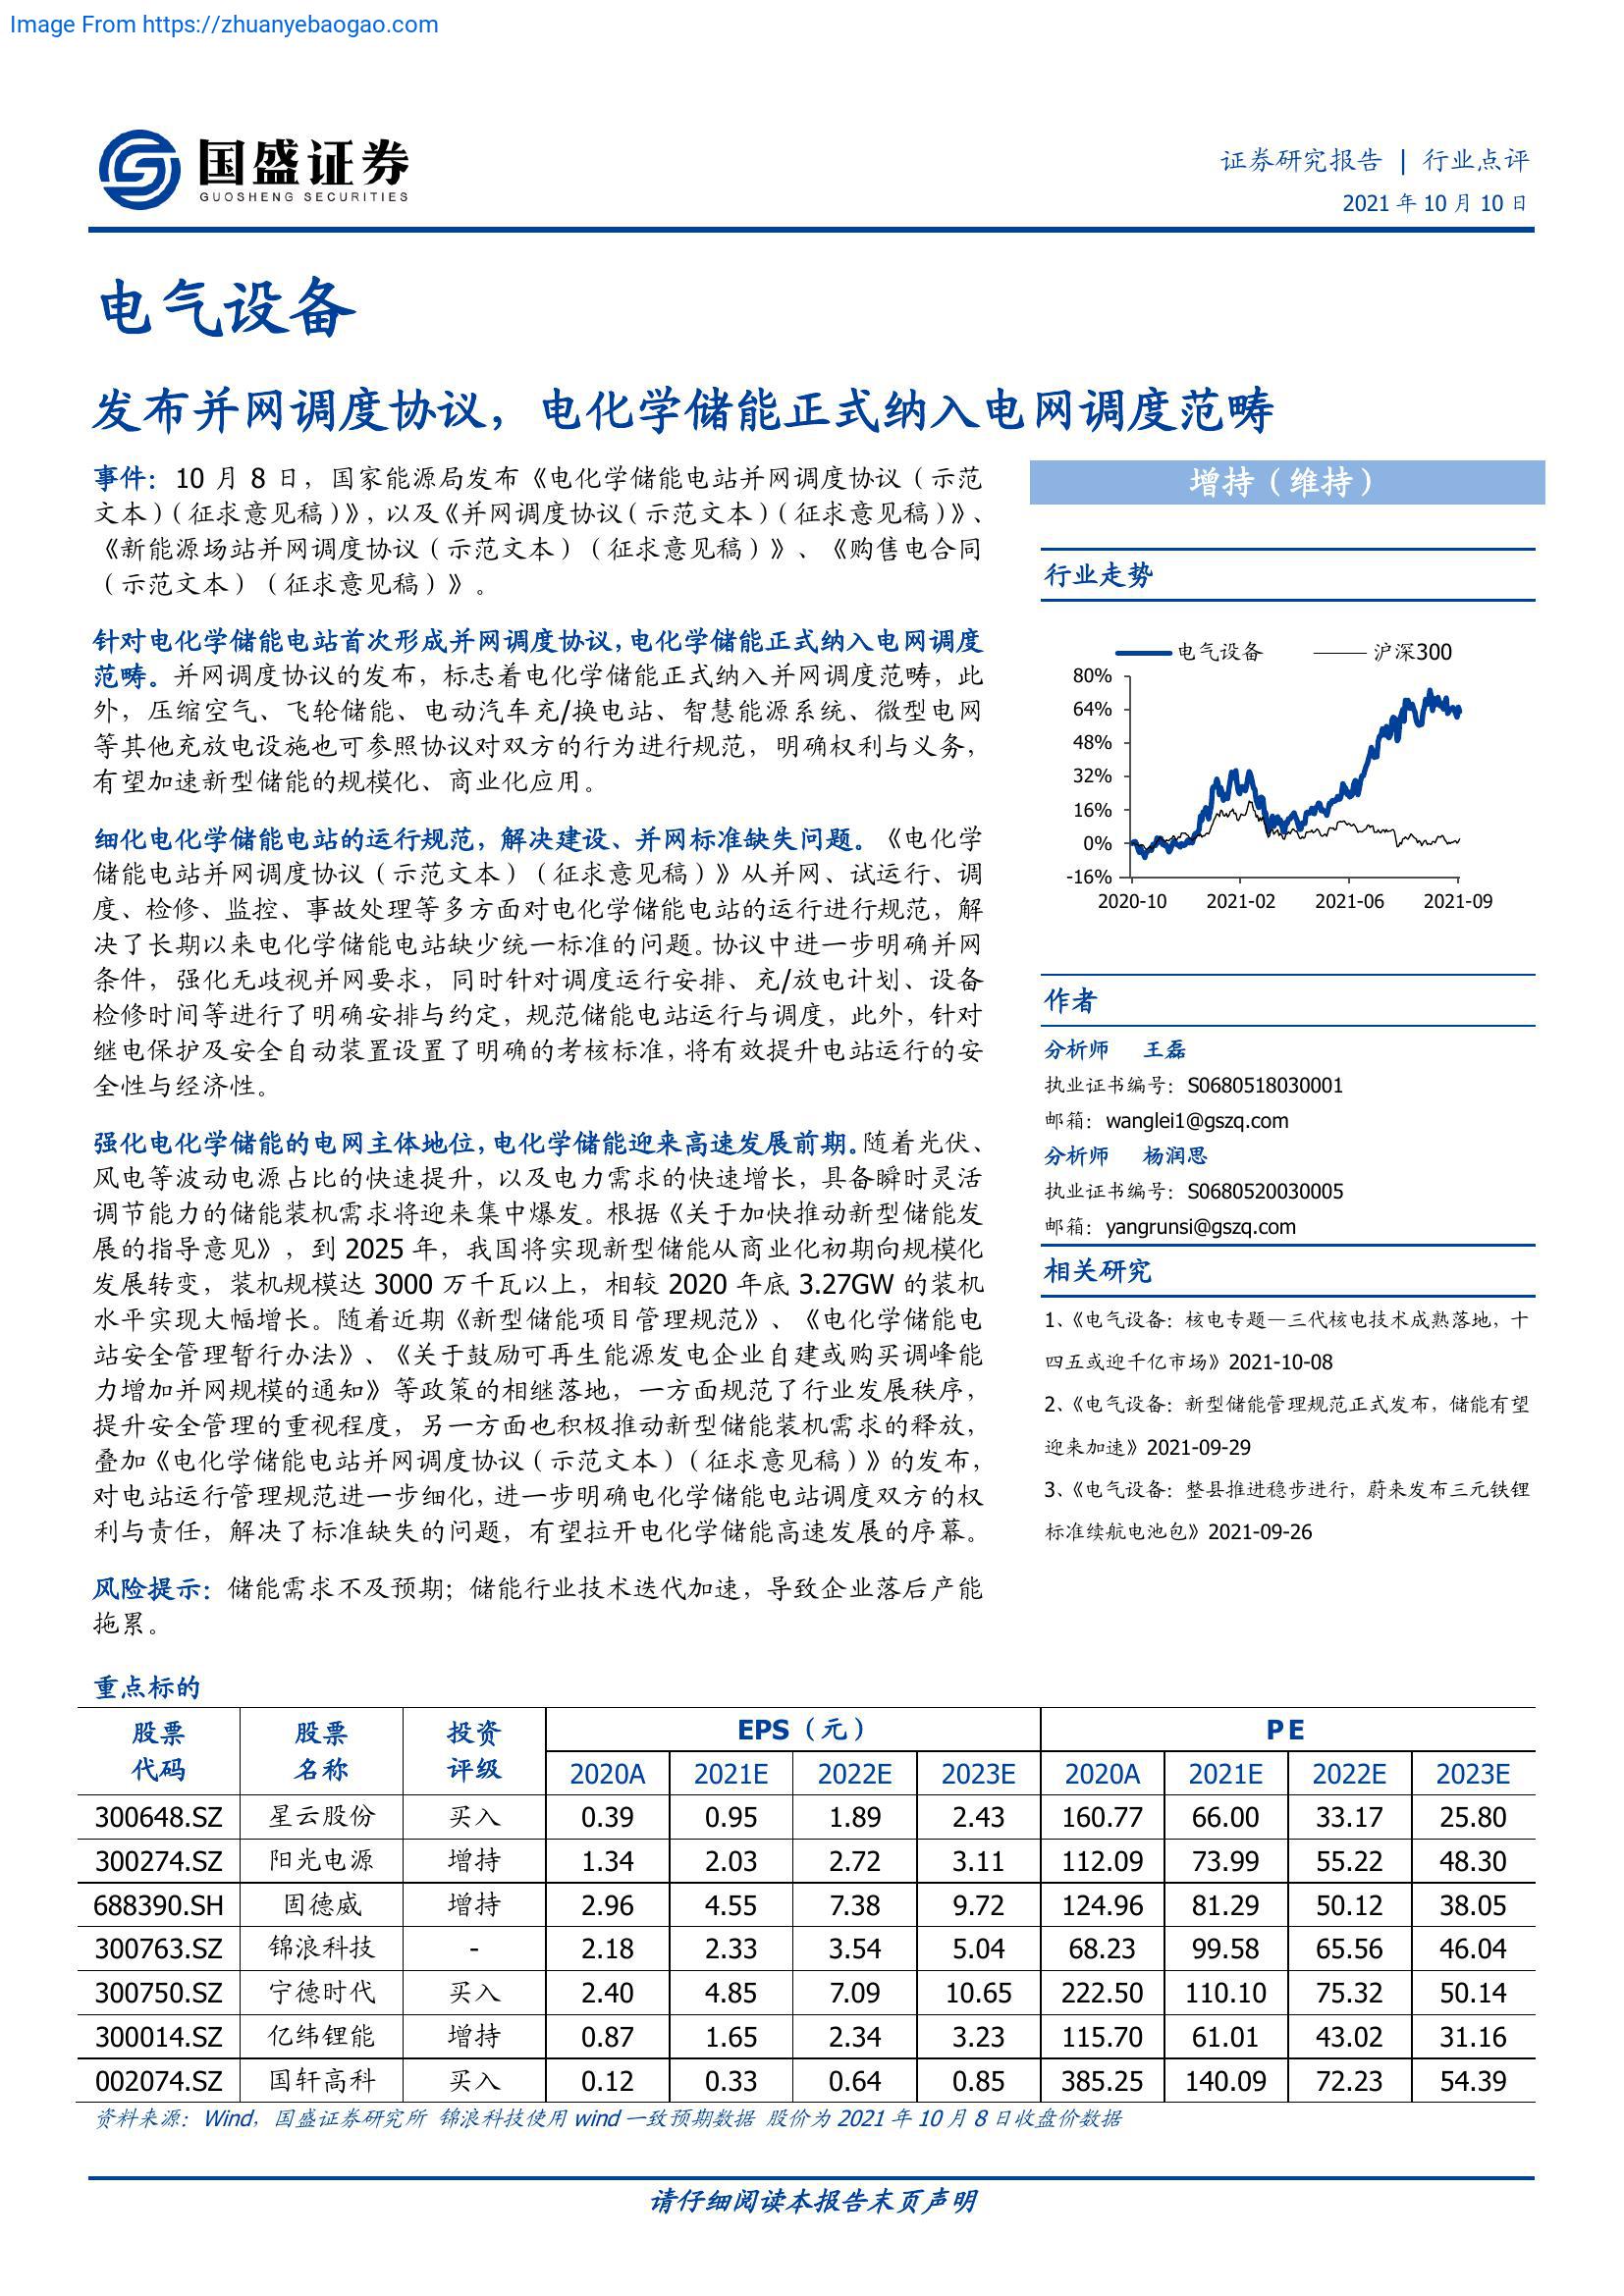 Image From https://zhuanyebaogao.com
国盛证券
GUOSHENG SECURITIES
证券研究报告 | 行业点评
2021 年 10 月 10 日
电气设备
发布并网调度协议，电化学储能正式纳入电网调度范畴
事件：10 月 8 日，国家能源局发布《电化学储能电站并网调度协议（示范
文本）（征求意见稿）》，以及《并网调度协议（示范文本）（征求意见稿）》、
《新能源场站并网调度协议（示范文本）（征求意见稿）》、《购售电合同
（示范文本）（征求意见稿）》。
针对电化学储能电站首次形成并网调度协议，电化学储能正式纳入电网调度
范畴。并网调度协议的发布，标志着电化学储能正式纳入并网调度范畴，此
外，压缩空气、飞轮储能、电动汽车充/换电站、智慧能源系统、微型电网
等其他充放电设施也可参照协议对双方的行为进行规范，明确权利与义务，
有望加速新型储能的规模化、商业化应用。
细化电化学储能电站的运行规范，解决建设、并网标准缺失问题。《电化学
储能电站并网调度协议（示范文本）（征求意见稿）》从并网、试运行、调
度、检修、监控、事故处理等多方面对电化学储能电站的运行进行规范，解
决了长期以来电化学储能电站缺少统一标准的问题。协议中进一步明确并网
条件，强化无歧视并网要求，同时针对调度运行安排、充/放电计划、设备
检修时间等进行了明确安排与约定，规范储能电站运行与调度，此外，针对
继电保护及安全自动装置设置了明确的考核标准，将有效提升电站运行的安
全性与经济性。
强化电化学储能的电网主体地位，电化学储能迎来高速发展前期。随着光伏、
风电等波动电源占比的快速提升，以及电力需求的快速增长，具备瞬时灵活
调节能力的储能装机需求将迎来集中爆发。根据《关于加快推动新型储能发
展的指导意见》，到 2025 年，我国将实现新型储能从商业化初期向规模化
发展转变，装机规模达 3000 万千瓦以上，相较 2020 年底 3.27GW 的装机
水平实现大幅增长。随着近期《新型储能项目管理规范》、《电化学储能电
站安全管理暂行办法》、《关于鼓励可再生能源发电企业自建或购买调峰能
力增加并网规模的通知》等政策的相继落地，一方面规范了行业发展秩序，
提升安全管理的重视程度，另一方面也积极推动新型储能装机需求的释放，
叠加《电化学储能电站并网调度协议（示范文本）（征求意见稿）》的发布，
对电站运行管理规范进一步细化，进一步明确电化学储能电站调度双方的权
利与责任，解决了标准缺失的问题，有望拉开电化学储能高速发展的序幕。
风险提示：储能需求不及预期；储能行业技术迭代加速，导致企业落后产能
拖累。
增持（维持）
行业走势
电气设备 沪深300
80%
64%
48%
32%
16%
0%
-16%
2020-10 2021-02 2021-06 2021-09
作者
分析师 王磊
执业证书编号：S0680518030001
邮箱：wanglei1@gszq.com
分析师 杨润思
执业证书编号：S0680520030005
邮箱：yangrunsi@gszq.com
相关研究
1、《电气设备：核电专题—三代核电技术成熟落地，十
四五或迎千亿市场》2021-10-08
2、《电气设备：新型储能管理规范正式发布，储能有望
迎来加速》2021-09-29
3、《电气设备：整县推进稳步进行，蔚来发布三元铁锂
标准续航电池包》2021-09-26
重点标的
股票 股票 投资 EPS（元） PE
代码 名称 评级 2020A 2021E 2022E 2023E 2020A 2021E 2022E 2023E
300648.SZ 星云股份 买入 0.39 0.95 1.89 2.43 160.77 66.00 33.17 25.80
300274.SZ 阳光电源 增持 1.34 2.03 2.72 3.11 112.09 73.99 55.22 48.30
688390.SH 固德威 增持 2.96 4.55 7.38 9.72 124.96 81.29 50.12 38.05
300763.SZ 锦浪科技 - 2.18 2.33 3.54 5.04 68.23 99.58 65.56 46.04
300750.SZ 宁德时代 买入 2.40 4.85 7.09 10.65 222.50 110.10 75.32 50.14
300014.SZ 亿纬锂能 增持 0.87 1.65 2.34 3.23 115.70 61.01 43.02 31.16
002074.SZ 国轩高科 买入 0.12 0.33 0.64 0.85 385.25 140.09 72.23 54.39
资料来源：Wind，国盛证券研究所 锦浪科技使用 wind 一致预期数据 股价为 2021 年 10 月 8 日收盘价数据
请仔细阅读本报告末页声明